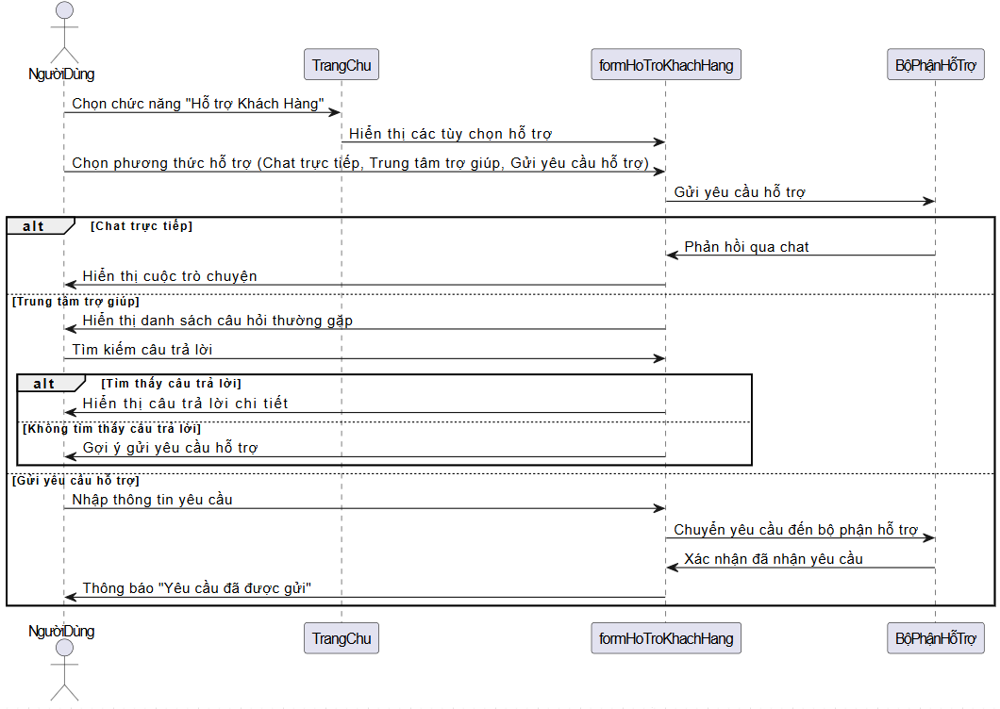 NgườiDùng
TrangChu
formHoTroKhachHang
BộPhậnHỗTrợ
Chọn chức năng "Hỗ trợ Khách Hàng"
Hiển thị các tùy chọn hỗ trợ
Chọn phương thức hỗ trợ (Chat trực tiếp, Trung tâm trợ giúp, Gửi yêu cầu hỗ trợ)
Gửi yêu cầu hỗ trợ
alt [Chat trực tiếp]
Phản hồi qua chat
Hiển thị cuộc trò chuyện
[Trung tâm trợ giúp]
Hiển thị danh sách câu hỏi thường gặp
Tìm kiếm câu trả lời
alt [Tìm thấy câu trả lời]
Hiển thị câu trả lời chi tiết
[Không tìm thấy câu trả lời]
Gợi ý gửi yêu cầu hỗ trợ
[Gửi yêu cầu hỗ trợ]
Nhập thông tin yêu cầu
Chuyển yêu cầu đến bộ phận hỗ trợ
Xác nhận đã nhận yêu cầu
Thông báo "Yêu cầu đã được gửi"
NgườiDùng
TrangChu
formHoTroKhachHang
BộPhậnHỗTrợ